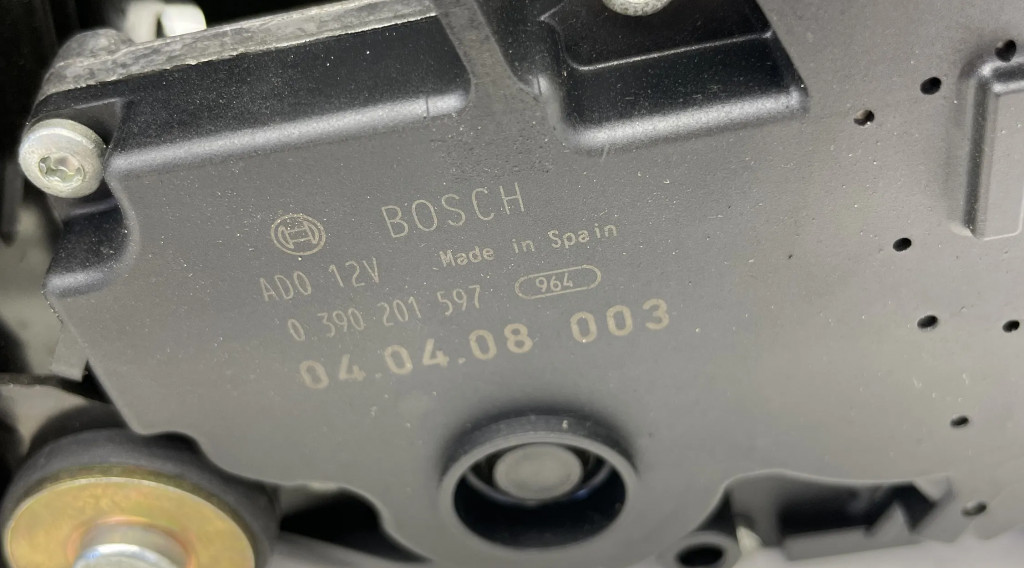 BOSCH
Made in Spain
ADO 12V
0 390 201 597 964
04.04.08 003